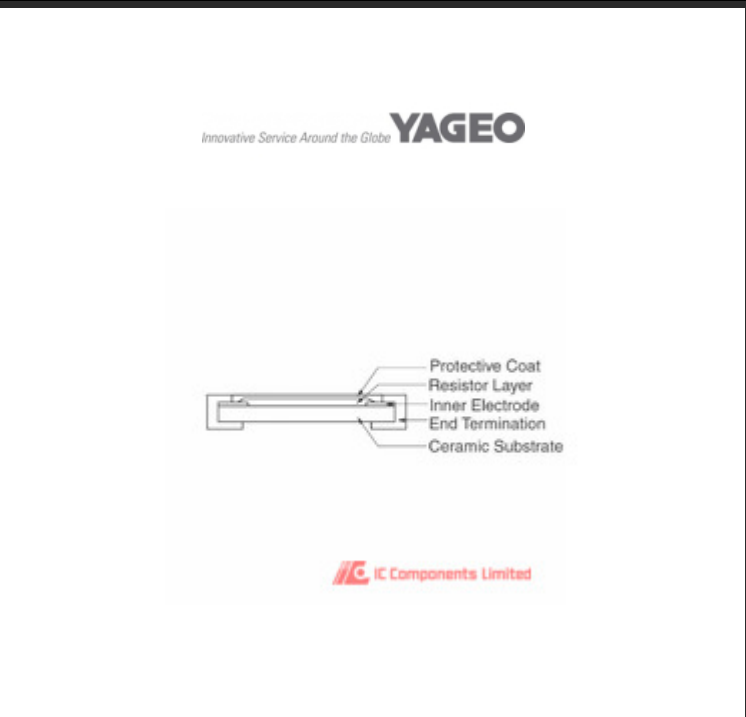 Innovative Service Around the Globe YAGEO
Protective Coat
Resistor Layer
Inner Electrode
End Termination
Ceramic Substrate
IC Components Limited